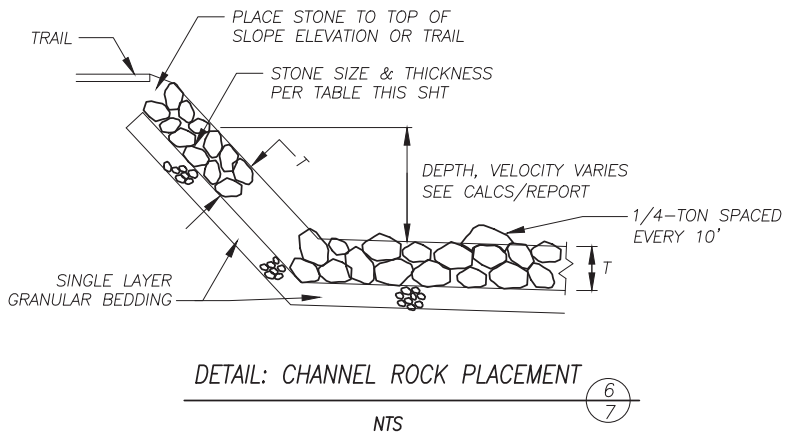 PLACE STONE TO TOP OF
SLOPE ELEVATION OR TRAIL
TRAIL
STONE SIZE & THICKNESS
PER TABLE THIS SHT
T
DEPTH, VELOCITY VARIES
SEE CALCS/REPORT
1/4-TON SPACED
EVERY 10'
T
SINGLE LAYER
GRANULAR BEDDING
DETAIL: CHANNEL ROCK PLACEMENT
6
7
NTS